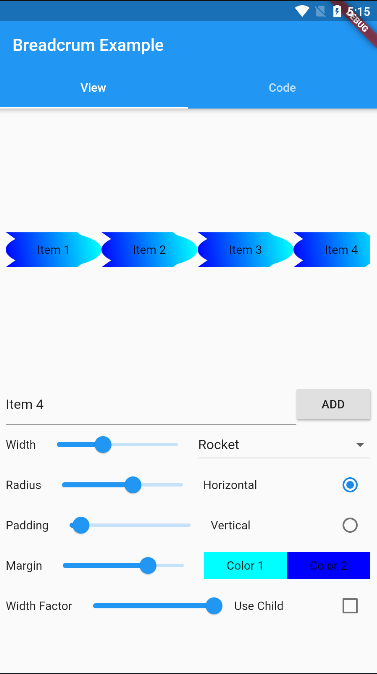 5:15
DEBUG
Breadcrum Example
View Code
Item 1 Item 2 Item 3 Item 4
Item 4 ADD
Width Rocket
Radius Horizontal
Padding Vertical
Margin Color 1 Color 2
Width Factor Use Child